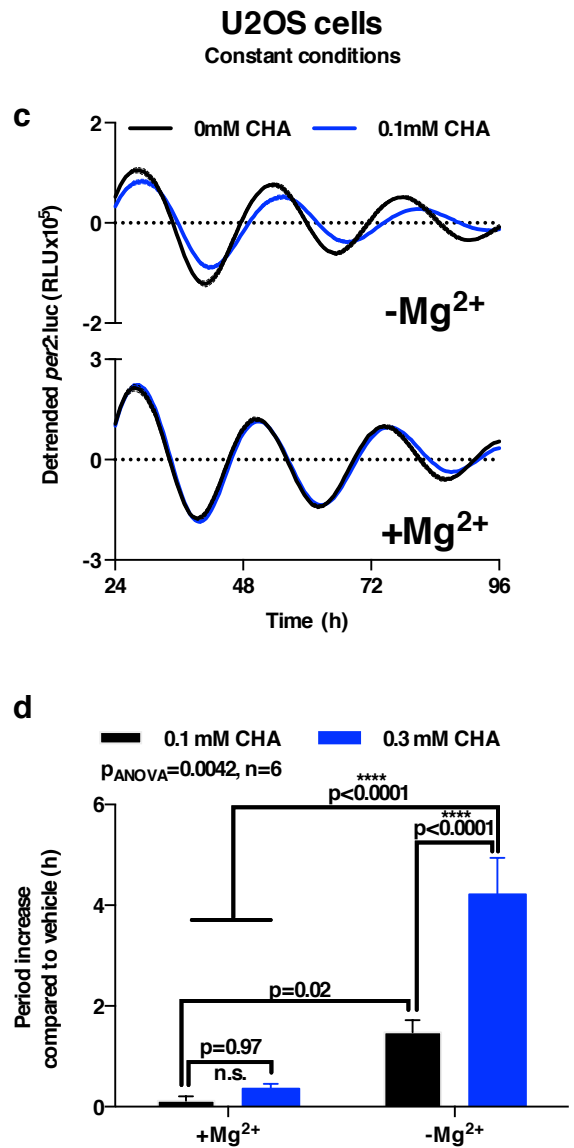 U2OS cells
Constant conditions
c
0mM CHA 0.1mM CHA
Detrended per2:luc (RLUx10⁵)
2
0
-2
-Mg²⁺
3
0
-3
+Mg²⁺
24 48 72 96
Time (h)
d
0.1 mM CHA 0.3 mM CHA
pANOVA=0.0042, n=6
Period increase
compared to vehicle (h)
6
4
2
0
****
p<0.0001
****
p<0.0001
p=0.02
p=0.97
n.s.
+Mg²⁺ -Mg²⁺